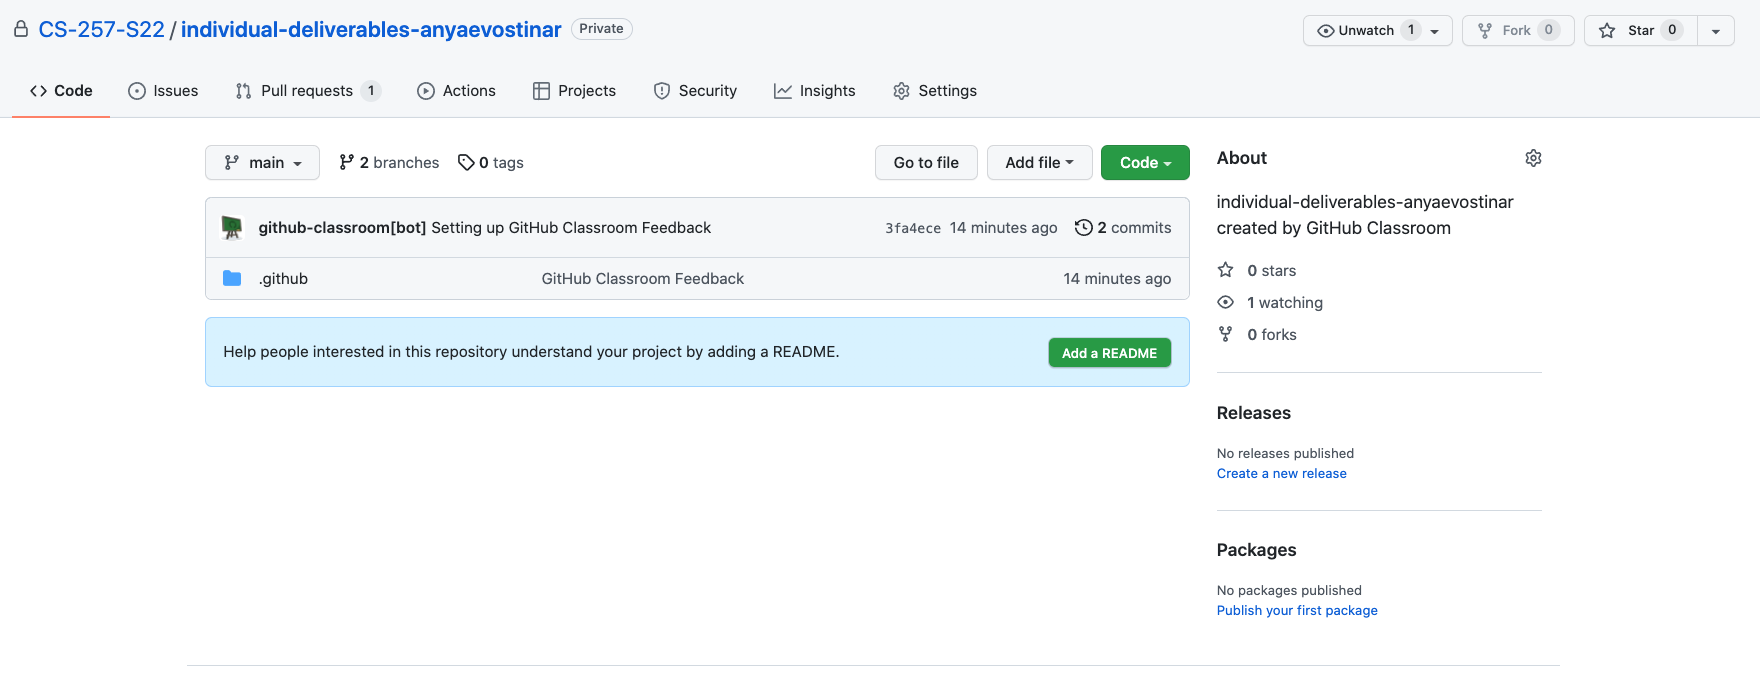 CS-257-S22 / individual-deliverables-anyaevostinar Private
Unwatch 1 Fork 0 Star 0
Code Issues Pull requests 1 Actions Projects Security Insights Settings
main 2 branches 0 tags Go to file Add file Code
github-classroom[bot] Setting up GitHub Classroom Feedback 3fa4ece 14 minutes ago 2 commits
.github GitHub Classroom Feedback 14 minutes ago
Help people interested in this repository understand your project by adding a README. Add a README
About
individual-deliverables-anyaevostinar
created by GitHub Classroom
0 stars
1 watching
0 forks
Releases
No releases published
Create a new release
Packages
No packages published
Publish your first package